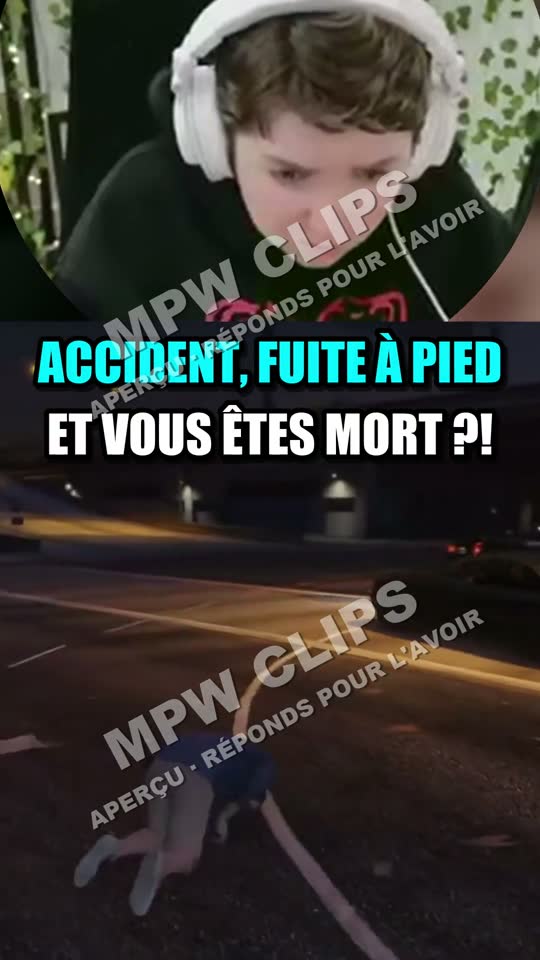 MPW CLIPS
APERÇU · RÉPONDS POUR L'AVOIR
ACCIDENT, FUITE À PIED
ET VOUS ÊTES MORT ?!
MPW CLIPS
APERÇU · RÉPONDS POUR L'AVOIR